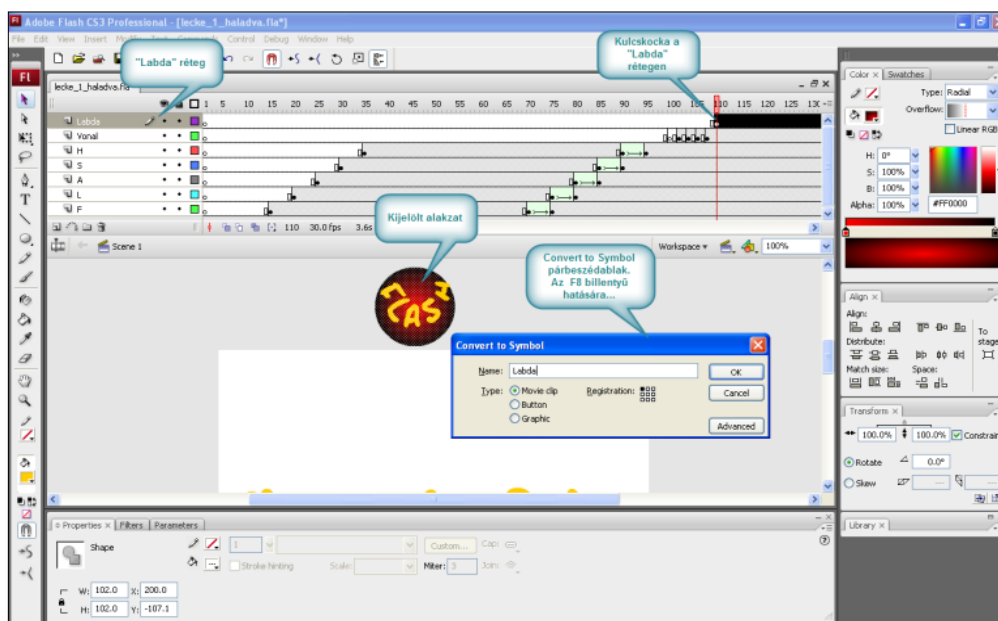 Adobe Flash CS3 Professional - [lecke_1_haladva.fla*]
File Edit View Insert Control Debug Window Help
"Labda" réteg
Kulcskocka a
"Labda"
rétegen
lecke_1_haladva.fla*
1 5 10 15 20 25 30 35 40 45 50 55 60 65 70 75 80 85 90 95 100 105 115 120 125 130
Labda
Vonal
H
S
A
L
F
110 30.0 fps 3.6s
Scene 1
Workspace
100%
Kijelölt alakzat
FLASH
Convert to Symbol
párbeszédablak.
Az F8 billentyű
hatására...
Convert to Symbol
Name: Labda
OK
Type: Movie clip
Registration:
Cancel
Button
Graphic
Advanced
Color × Swatches
Type: Radial
Overflow:
Linear RGB
H: 0°
S: 100%
B: 100%
Alpha: 100%
#FF0000
Align ×
Align:
Distribute:
To
stage
Match size: Space:
Transform ×
100.0% 100.0% Constrain
Rotate 0.0°
Skew
Library ×
Properties × Filters Parameters
Shape
1
Custom...
Cap:
Stroke hinting
Scale:
Miter: 3
Join:
W: 102.0 X: 200.0
H: 102.0 Y: -107.1
Fl
T